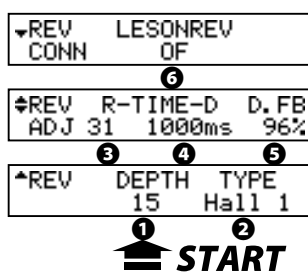 ▼REV LESONREV
CONN OF
❻
♦REV R-TIME-D D.FB
ADJ 31 1000ms 96%
❸ ❹ ❺
▲REV DEPTH TYPE
15 Hall 1
❶ ❷
START